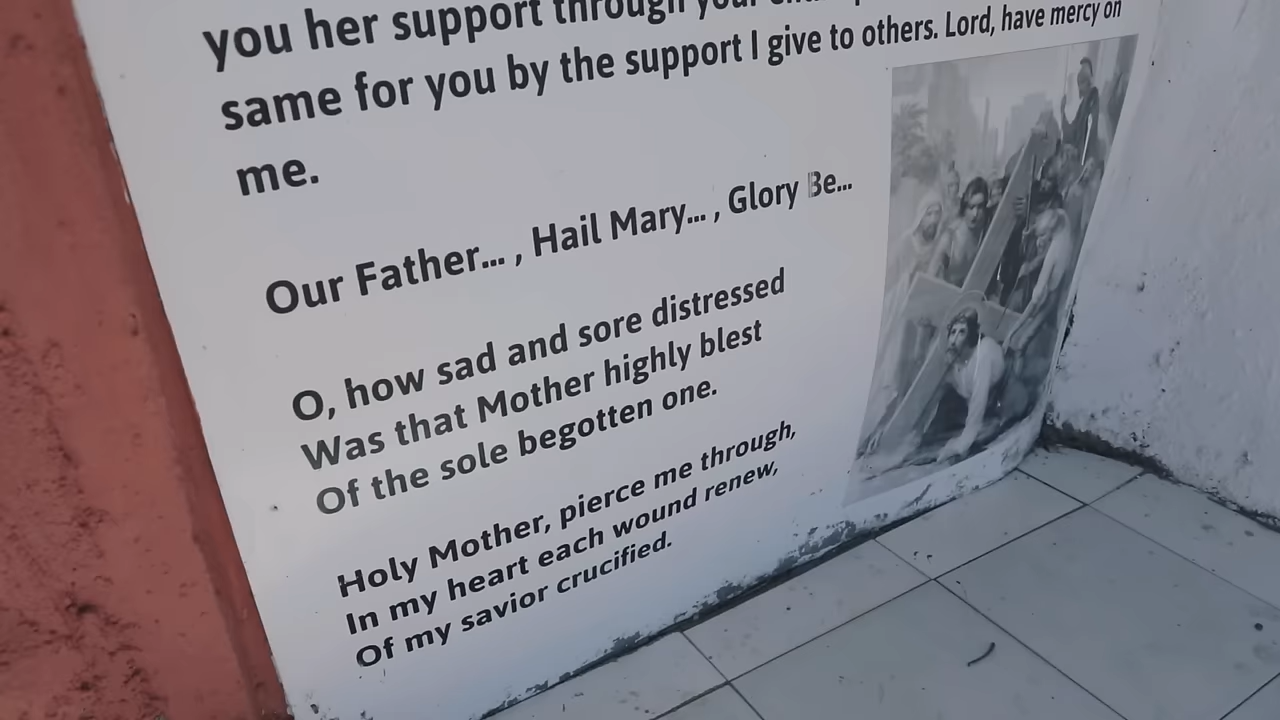 you her support through your
same for you by the support I give to others. Lord, have mercy on
me.
Our Father... , Hail Mary... , Glory Be...
O, how sad and sore distressed
Was that Mother highly blest
Of the sole begotten one.
Holy Mother, pierce me through,
In my heart each wound renew,
Of my savior crucified.